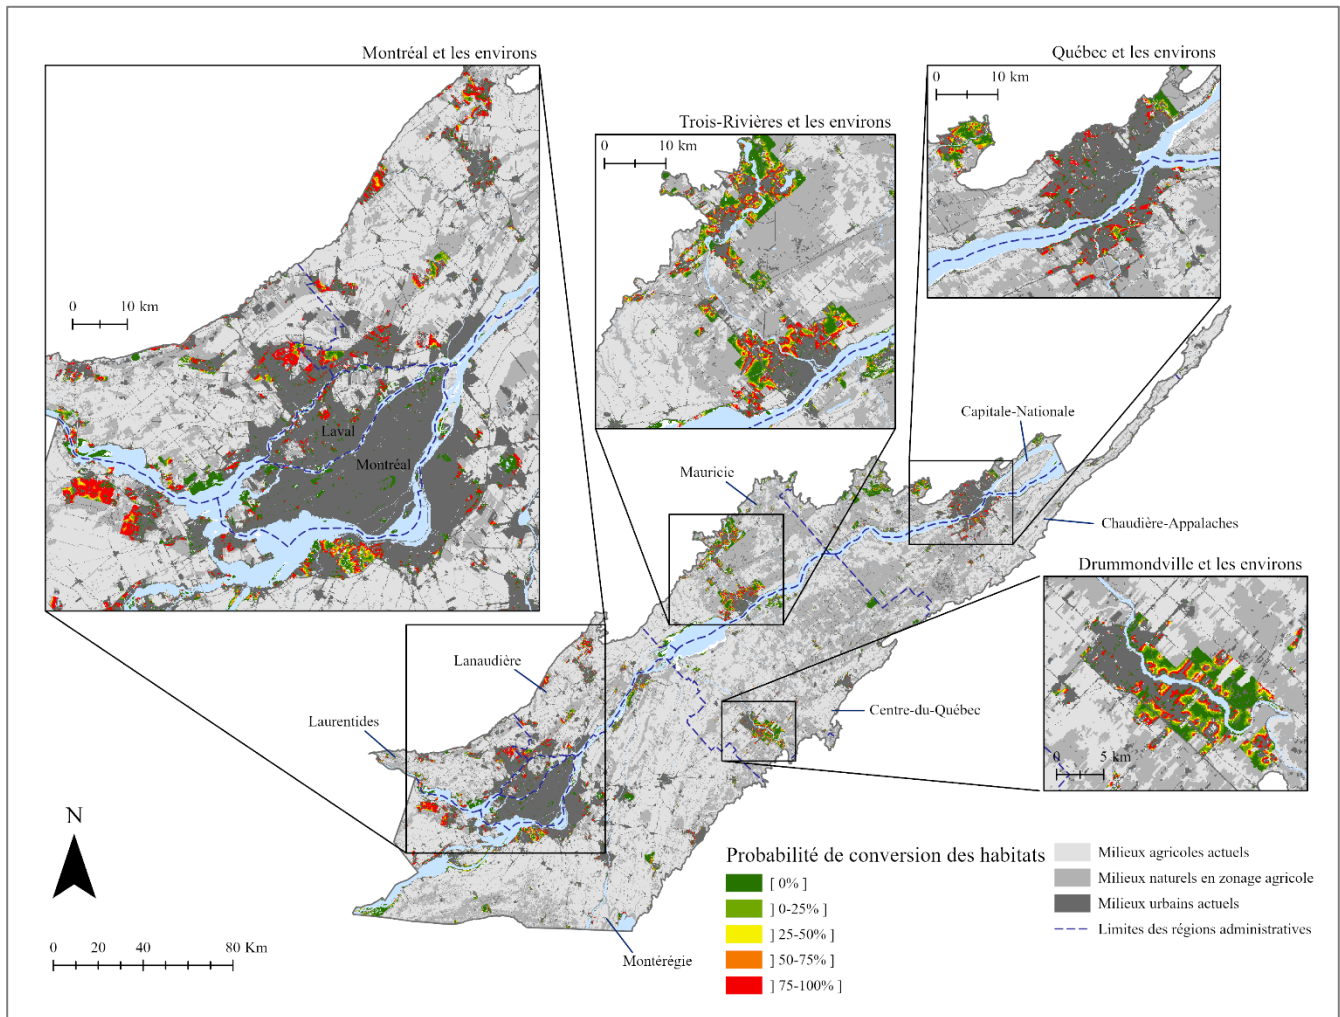 Montréal et les environs
0 10 km
Laval
Montréal
Trois-Rivières et les environs
0 10 km
Québec et les environs
0 10 km
Capitale-Nationale
Mauricie
Chaudière-Appalaches
Drummondville et les environs
0 5 km
Lanaudière
Laurentides
Centre-du-Québec
Montérégie
N
0 20 40 80 Km
Probabilité de conversion des habitats
[ 0% ]
] 0-25% ]
] 25-50% ]
] 50-75% ]
] 75-100% ]
Milieux agricoles actuels
Milieux naturels en zonage agricole
Milieux urbains actuels
Limites des régions administratives